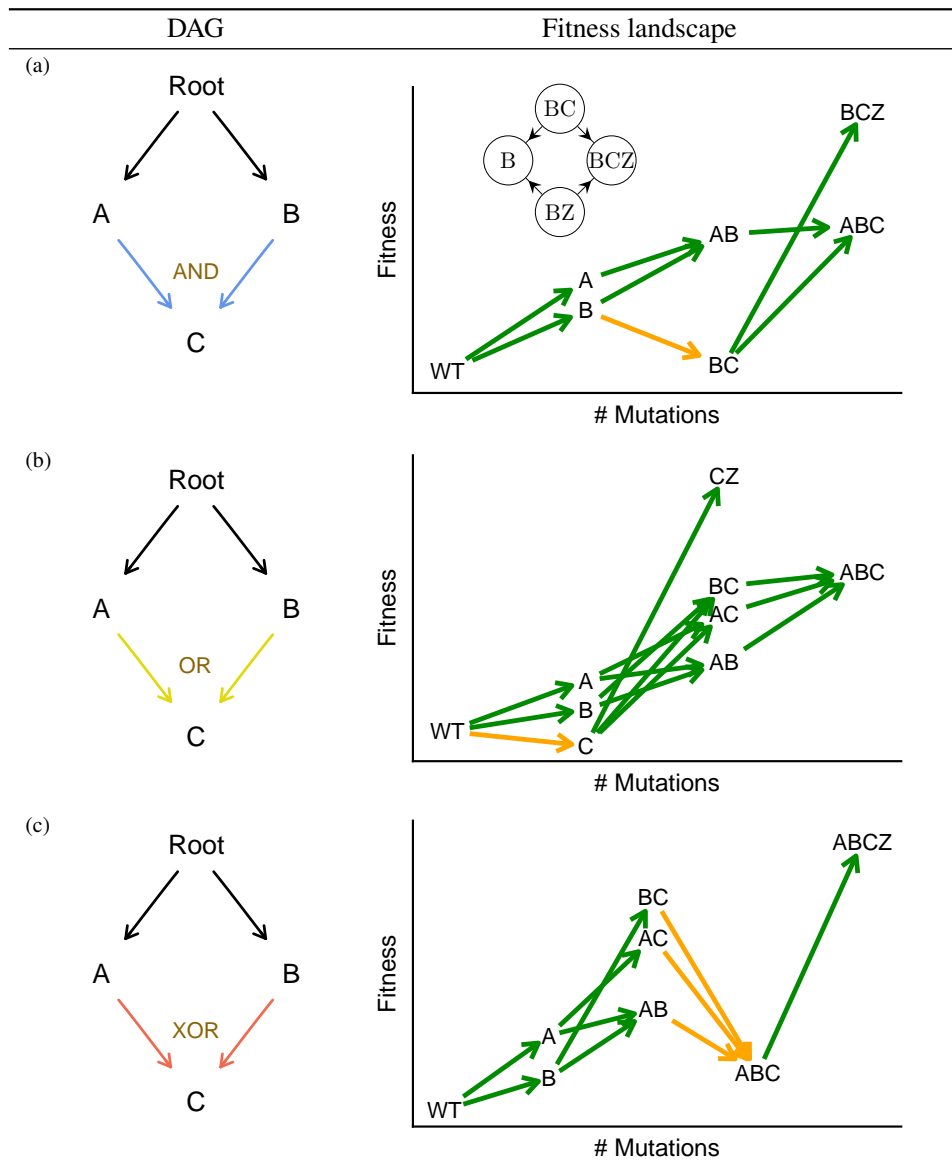 DAG Fitness landscape
(a)
Root
A B
AND
C
BC
B BCZ
BZ
BCZ
AB ABC
A
B
WT BC
Fitness
# Mutations
(b)
Root
A B
OR
C
CZ
BC ABC
AC
AB
A
B
WT
C
Fitness
# Mutations
(c)
Root
A B
XOR
C
ABCZ
BC
AC
AB
A
B ABC
WT
Fitness
# Mutations